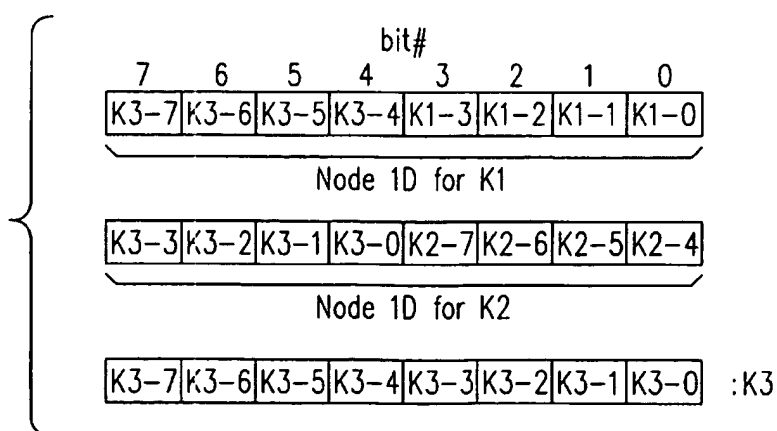 bit#
7 6 5 4 3 2 1 0
K3-7 K3-6 K3-5 K3-4 K1-3 K1-2 K1-1 K1-0
Node 1D for K1
K3-3 K3-2 K3-1 K3-0 K2-7 K2-6 K2-5 K2-4
Node 1D for K2
K3-7 K3-6 K3-5 K3-4 K3-3 K3-2 K3-1 K3-0 :K3